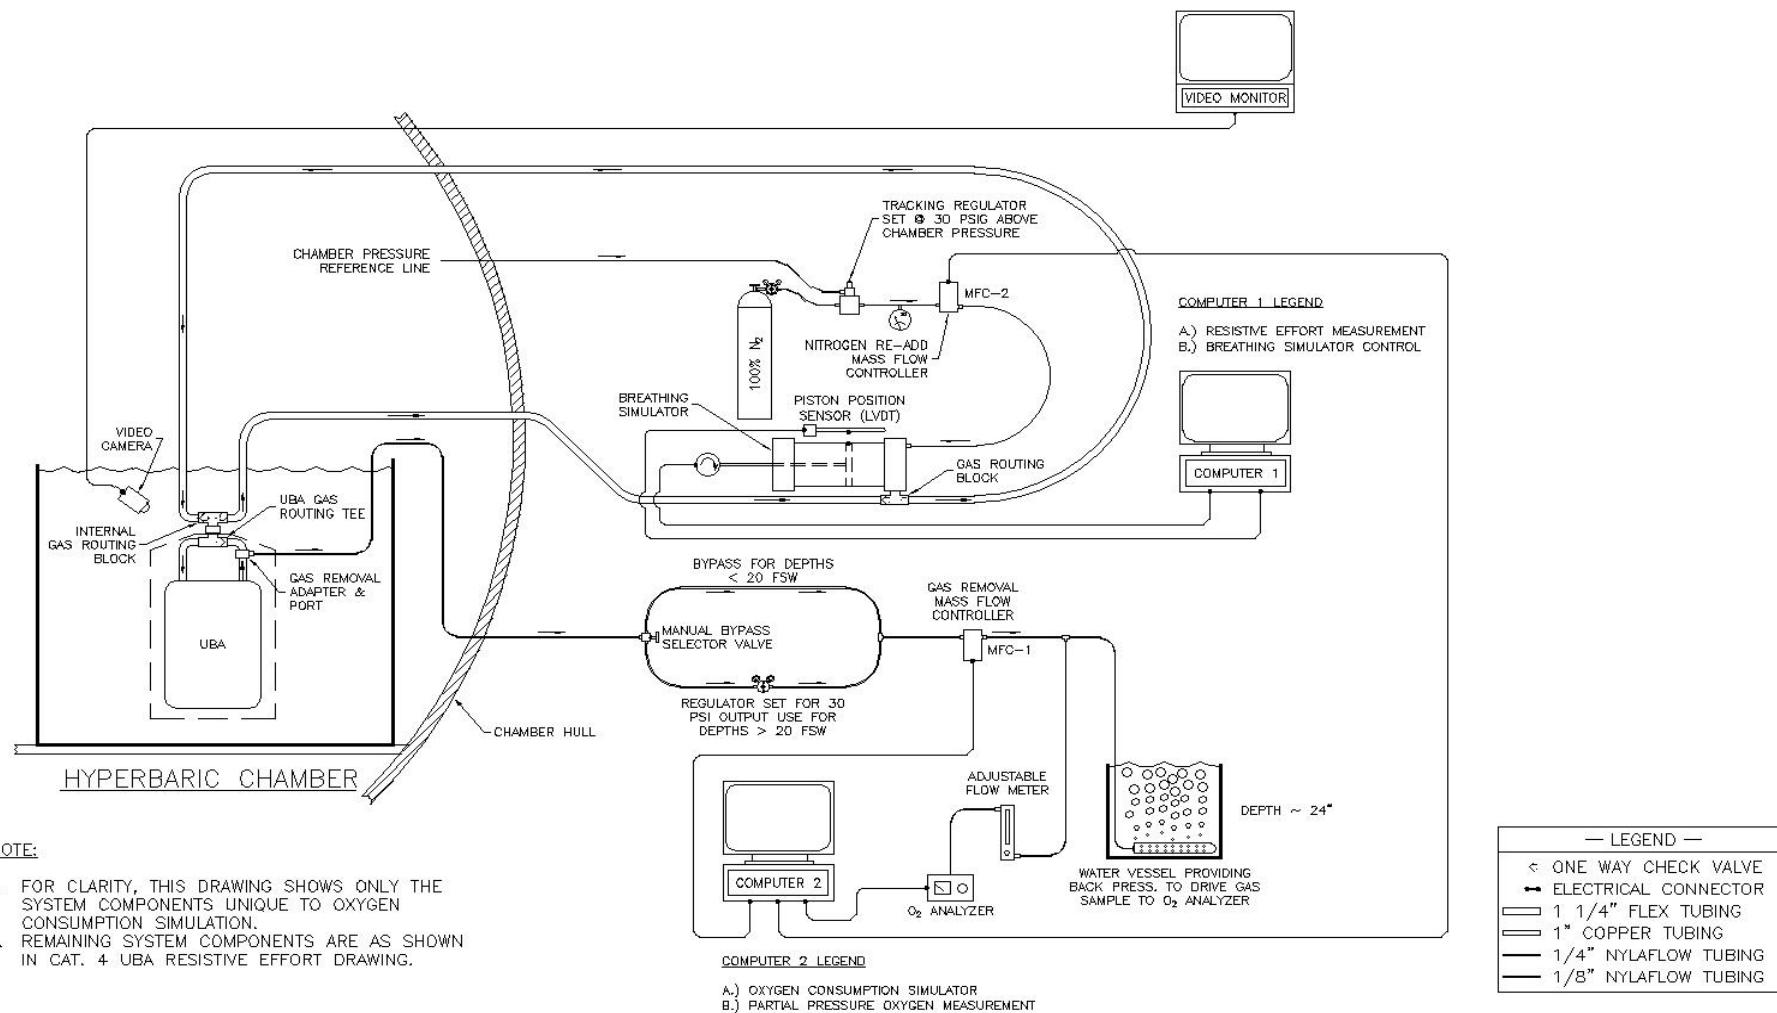 VIDEO MONITOR
TRACKING REGULATOR
SET @ 30 PSIG ABOVE
CHAMBER PRESSURE
CHAMBER PRESSURE
REFERENCE LINE
MFC-2
100% N2
NITROGEN RE-ADD
MASS FLOW
CONTROLLER
COMPUTER 1 LEGEND
A.) RESISTIVE EFFORT MEASUREMENT
B.) BREATHING SIMULATOR CONTROL
BREATHING
SIMULATOR
PISTON POSITION
SENSOR (LVDT)
GAS ROUTING
BLOCK
COMPUTER 1
VIDEO
CAMERA
UBA GAS
ROUTING TEE
INTERNAL
GAS ROUTING
BLOCK
GAS REMOVAL
ADAPTER &
PORT
UBA
BYPASS FOR DEPTHS
< 20 FSW
MANUAL BYPASS
SELECTOR VALVE
GAS REMOVAL
MASS FLOW
CONTROLLER
MFC-1
REGULATOR SET FOR 30
PSI OUTPUT USE FOR
DEPTHS > 20 FSW
CHAMBER HULL
HYPERBARIC CHAMBER
ADJUSTABLE
FLOW METER
DEPTH ~ 24"
WATER VESSEL PROVIDING
BACK PRESS. TO DRIVE GAS
SAMPLE TO O2 ANALYZER
COMPUTER 2
O2 ANALYZER
COMPUTER 2 LEGEND
A.) OXYGEN CONSUMPTION SIMULATOR
B.) PARTIAL PRESSURE OXYGEN MEASUREMENT
OTE:
FOR CLARITY, THIS DRAWING SHOWS ONLY THE
SYSTEM COMPONENTS UNIQUE TO OXYGEN
CONSUMPTION SIMULATION.
. REMAINING SYSTEM COMPONENTS ARE AS SHOWN
IN CAT. 4 UBA RESISTIVE EFFORT DRAWING.
— LEGEND —
ONE WAY CHECK VALVE
ELECTRICAL CONNECTOR
1 1/4" FLEX TUBING
1" COPPER TUBING
1/4" NYLAFLOW TUBING
1/8" NYLAFLOW TUBING